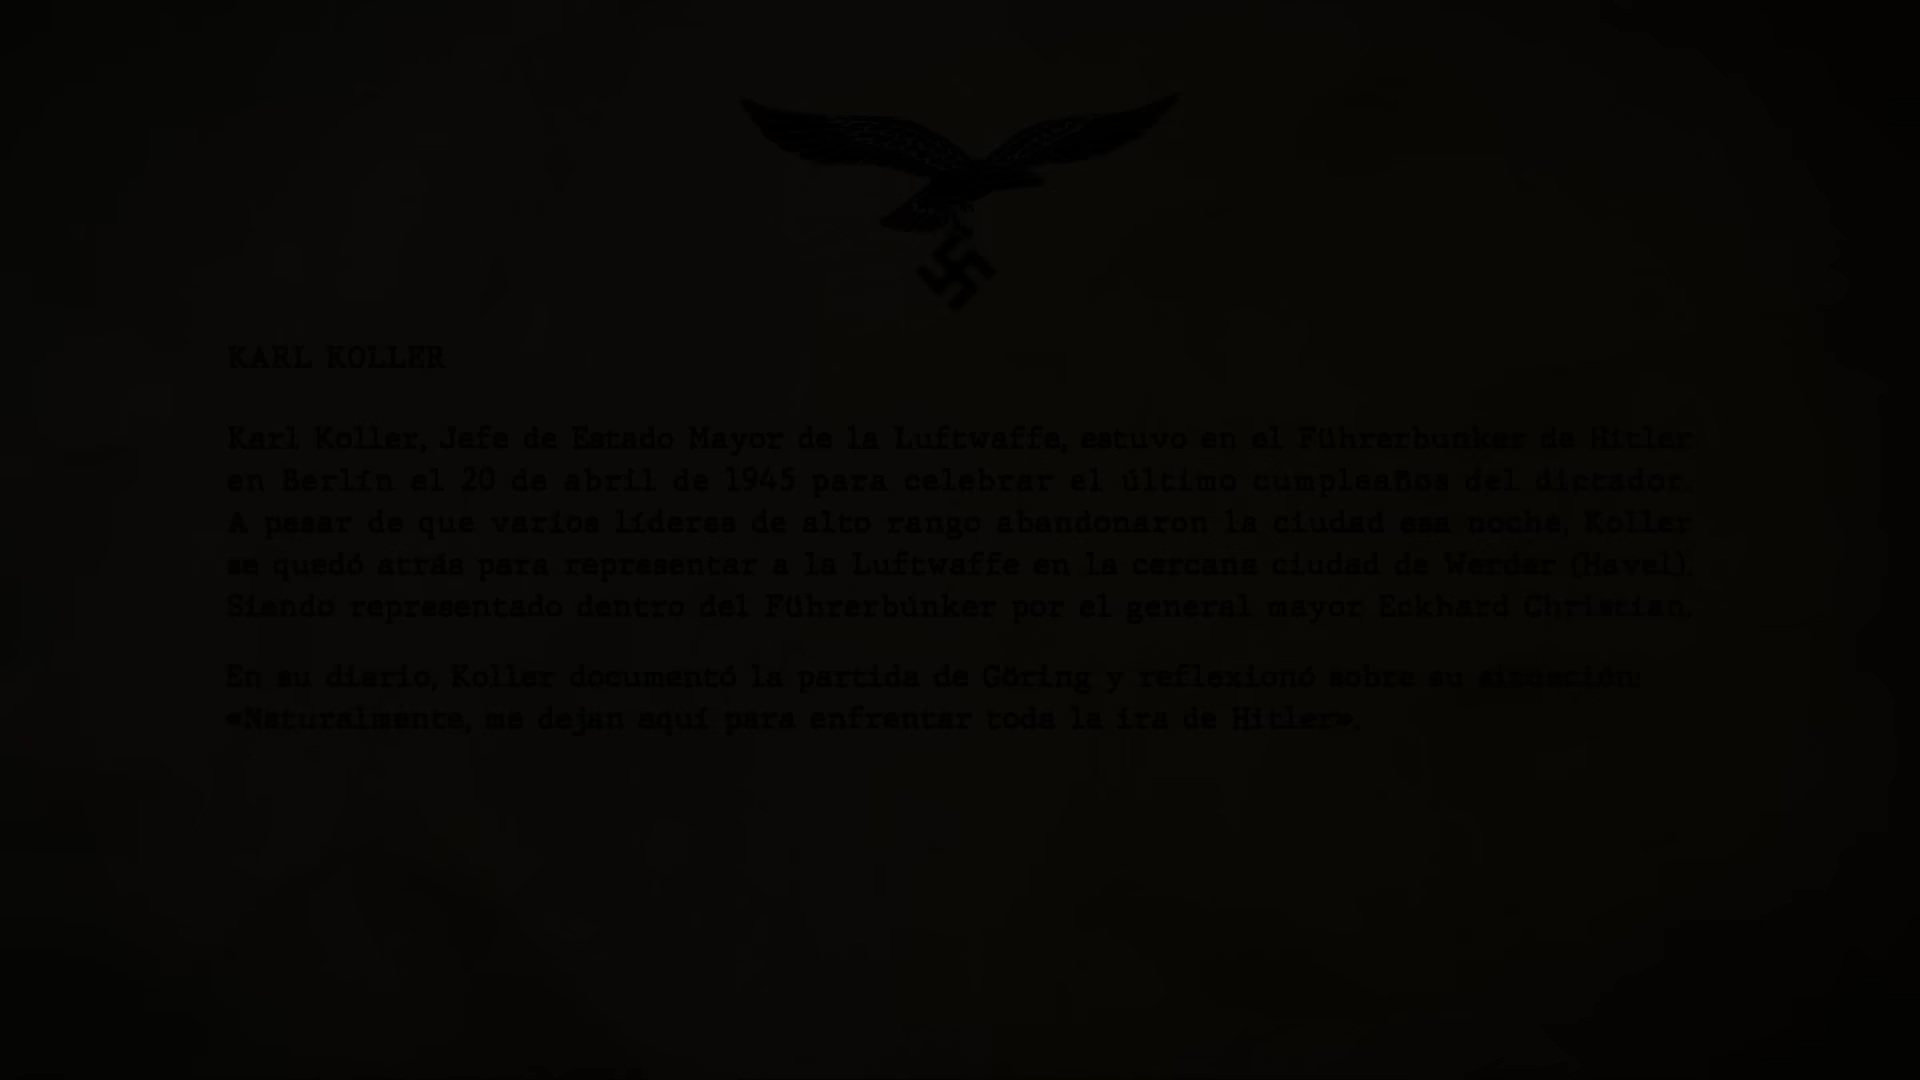 KARL KOLLER
Karl Koller, Jefe de Estado Mayor de la Luftwaffe, estuvo en el Führerbunker de Hitler
en Berlín el 20 de abril de 1945 para celebrar el último cumpleaños del dictador.
A pesar de que varios líderes de alto rango abandonaron la ciudad esa noche, Koller
se quedó atrás para representar a la Luftwaffe en la cercana ciudad de Werder (Havel).
Siendo representado dentro del Führerbúnker por el general mayor Eckhard Christian.
En su diario, Koller documentó la partida de Göring y reflexionó sobre su situación:
«Naturalmente, me dejan aquí para enfrentar toda la ira de Hitler».